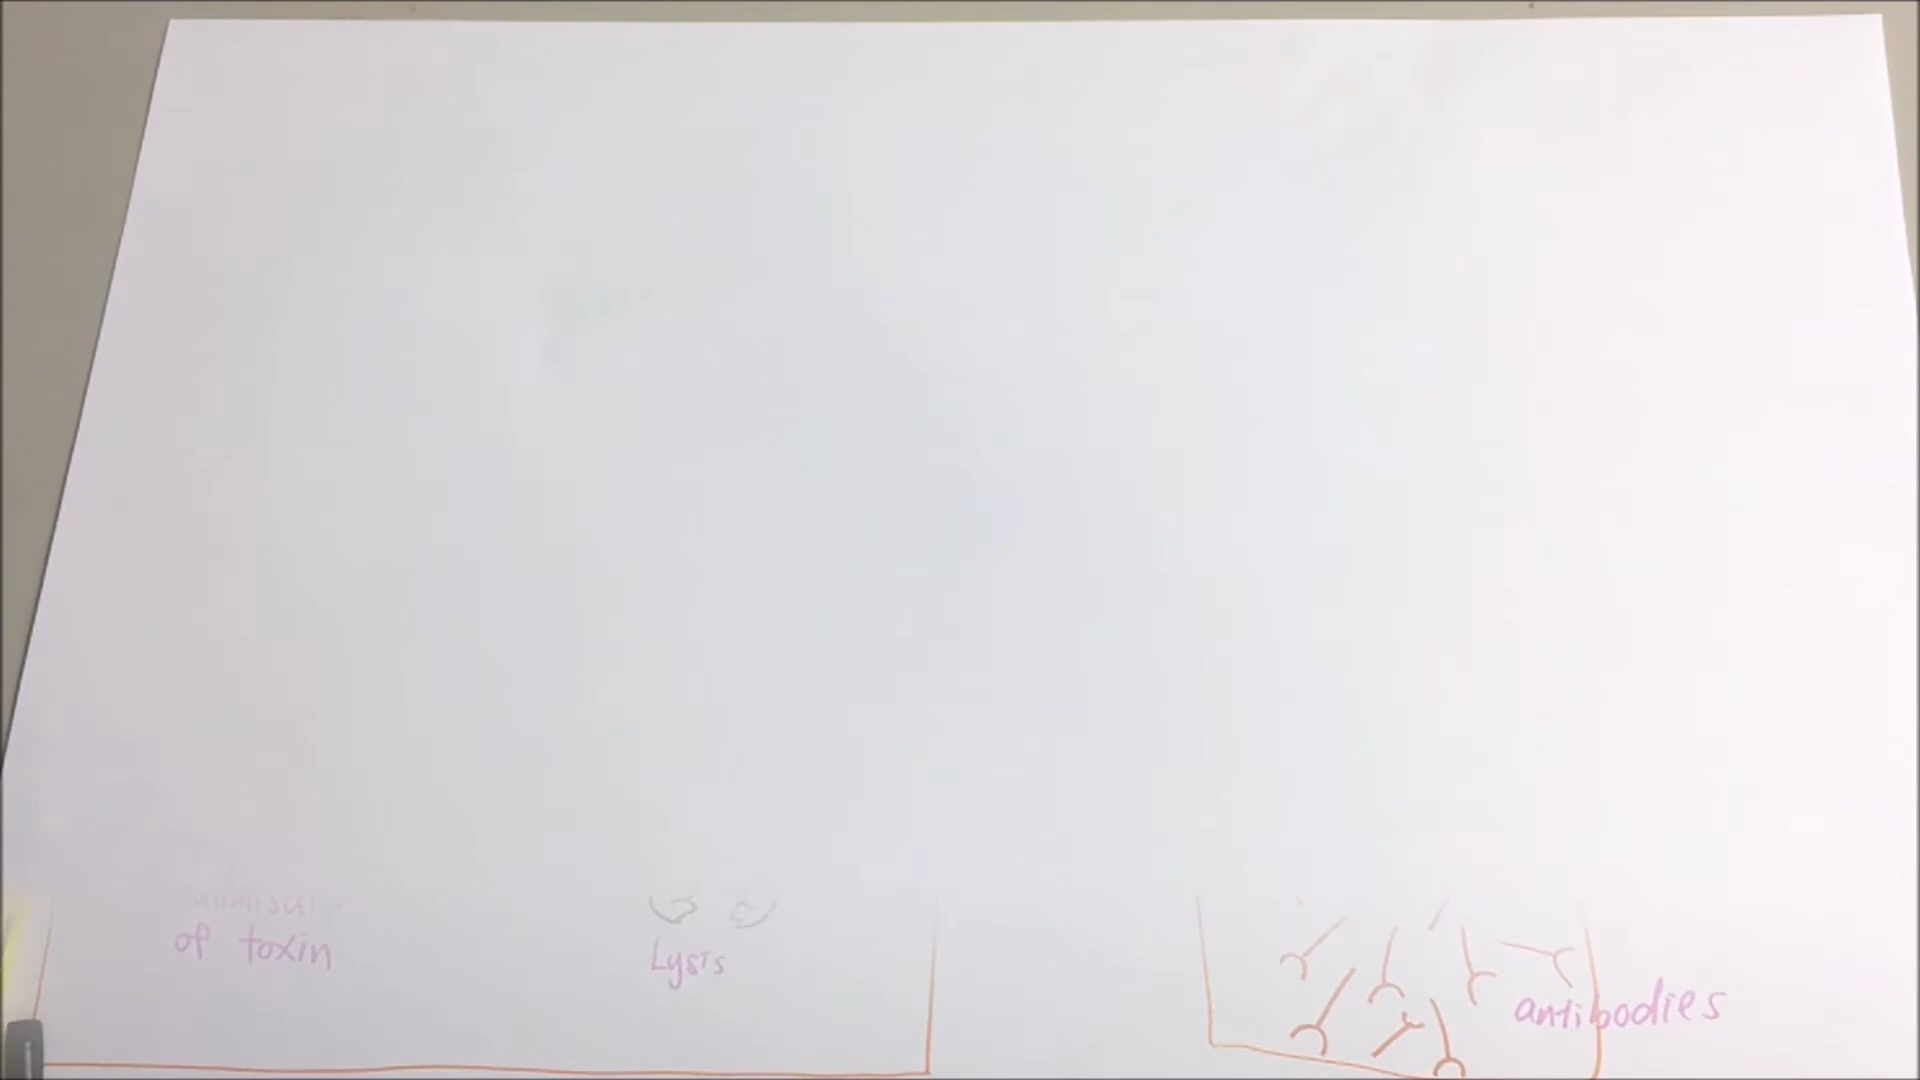 of toxin
Lysis
antibodies